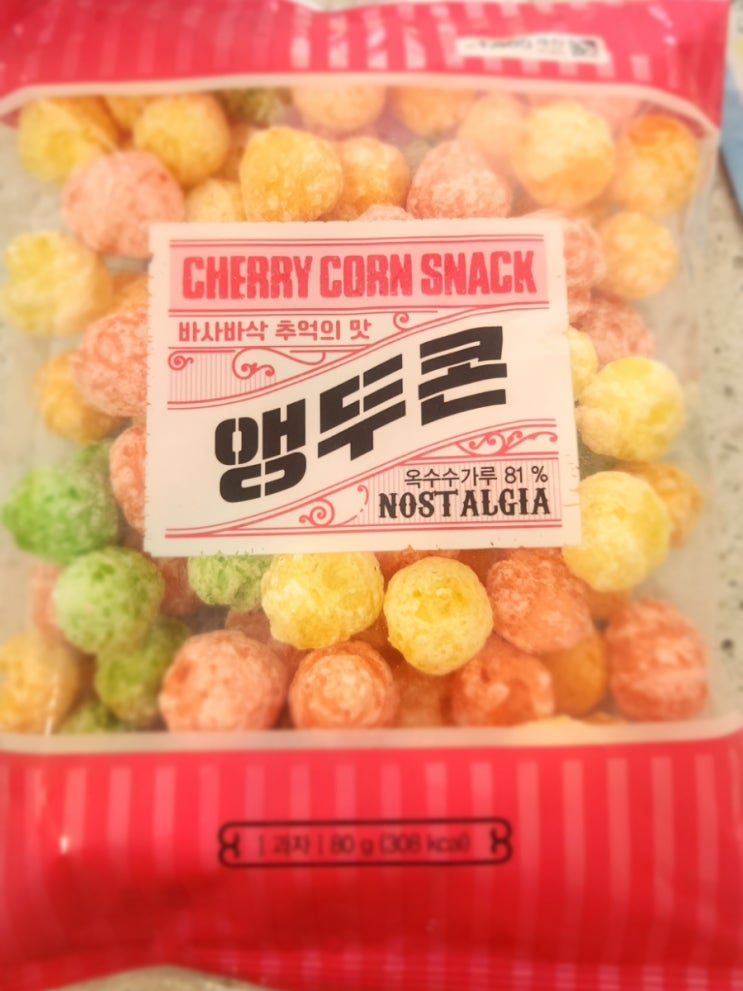 CHERRY CORN SNACK
바사바삭 추억의 맛
앵두콘
옥수수가루 81 %
NOSTALGIA
| 과자 | 80 g (308 kcal)